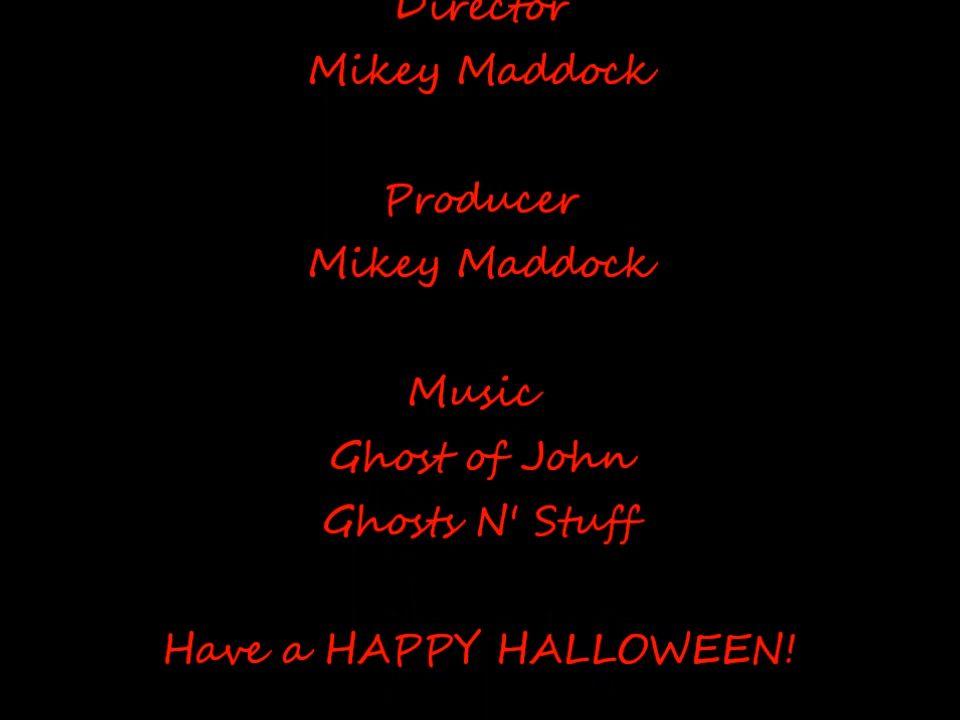 Director
Mikey Maddock
Producer
Mikey Maddock
Music
Ghost of John
Ghosts N' Stuff
Have a HAPPY HALLOWEEN!